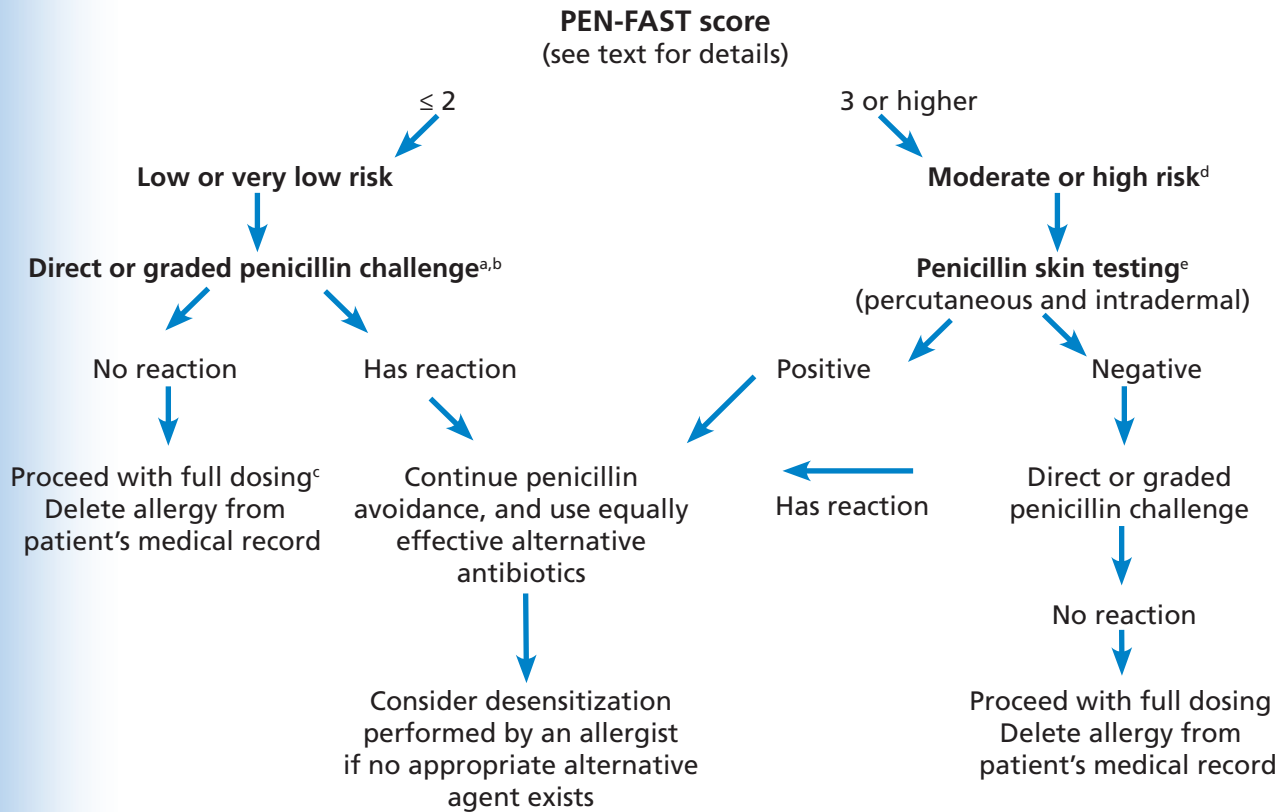 PEN-FAST score
(see text for details)
≤ 2
3 or higher
Low or very low risk
Moderate or high riskᵈ
Direct or graded penicillin challengeᵃ,ᵇ
Penicillin skin testingᵉ
(percutaneous and intradermal)
No reaction
Has reaction
Positive
Negative
Proceed with full dosingᶜ
Delete allergy from
patient’s medical record
Continue penicillin
avoidance, and use equally
effective alternative
antibiotics
Has reaction
Direct or graded
penicillin challenge
No reaction
Consider desensitization
performed by an allergist
if no appropriate alternative
agent exists
Proceed with full dosing
Delete allergy from
patient’s medical record